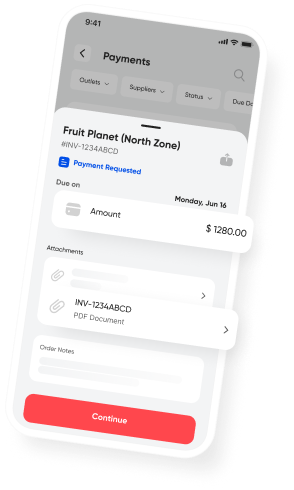 9:41
Payments
Outlets
Suppliers
Status
Due Da
Fruit Planet (North Zone)
#INV-1234ABCD
Payment Requested
Due on
Monday, Jun 16
Amount
$ 1280.00
Attachments
INV-1234ABCD
PDF Document
Order Notes
Continue